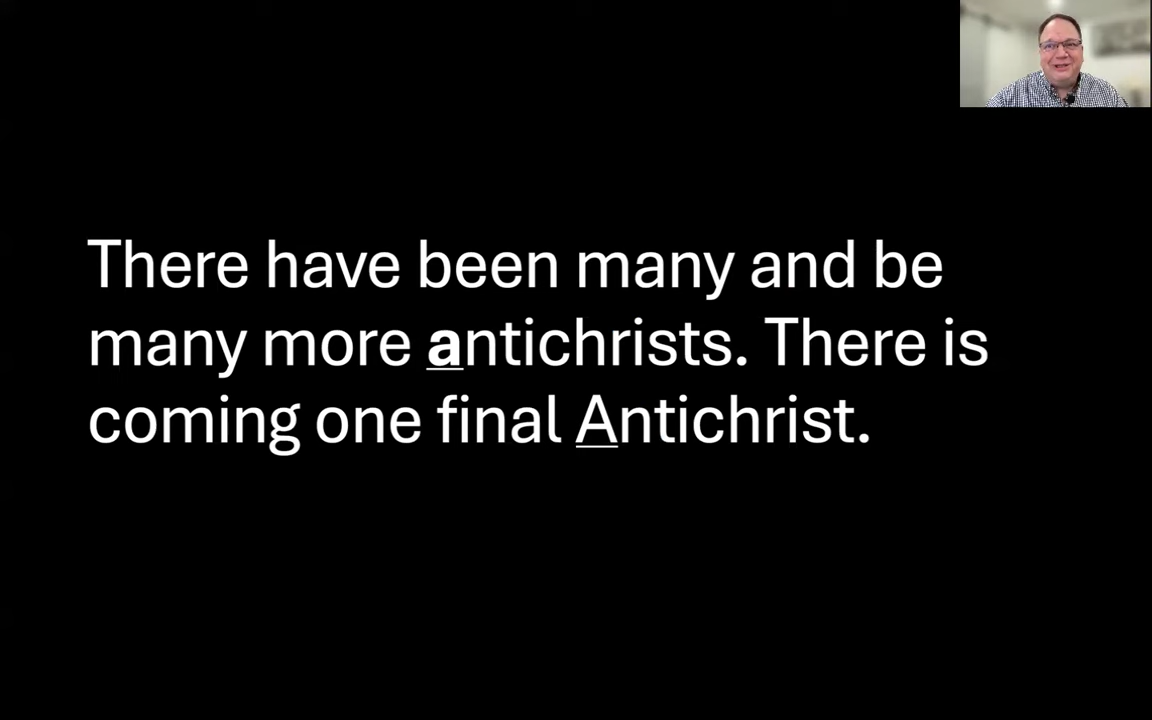 There have been many and be
many more antichrists. There is
coming one final Antichrist.